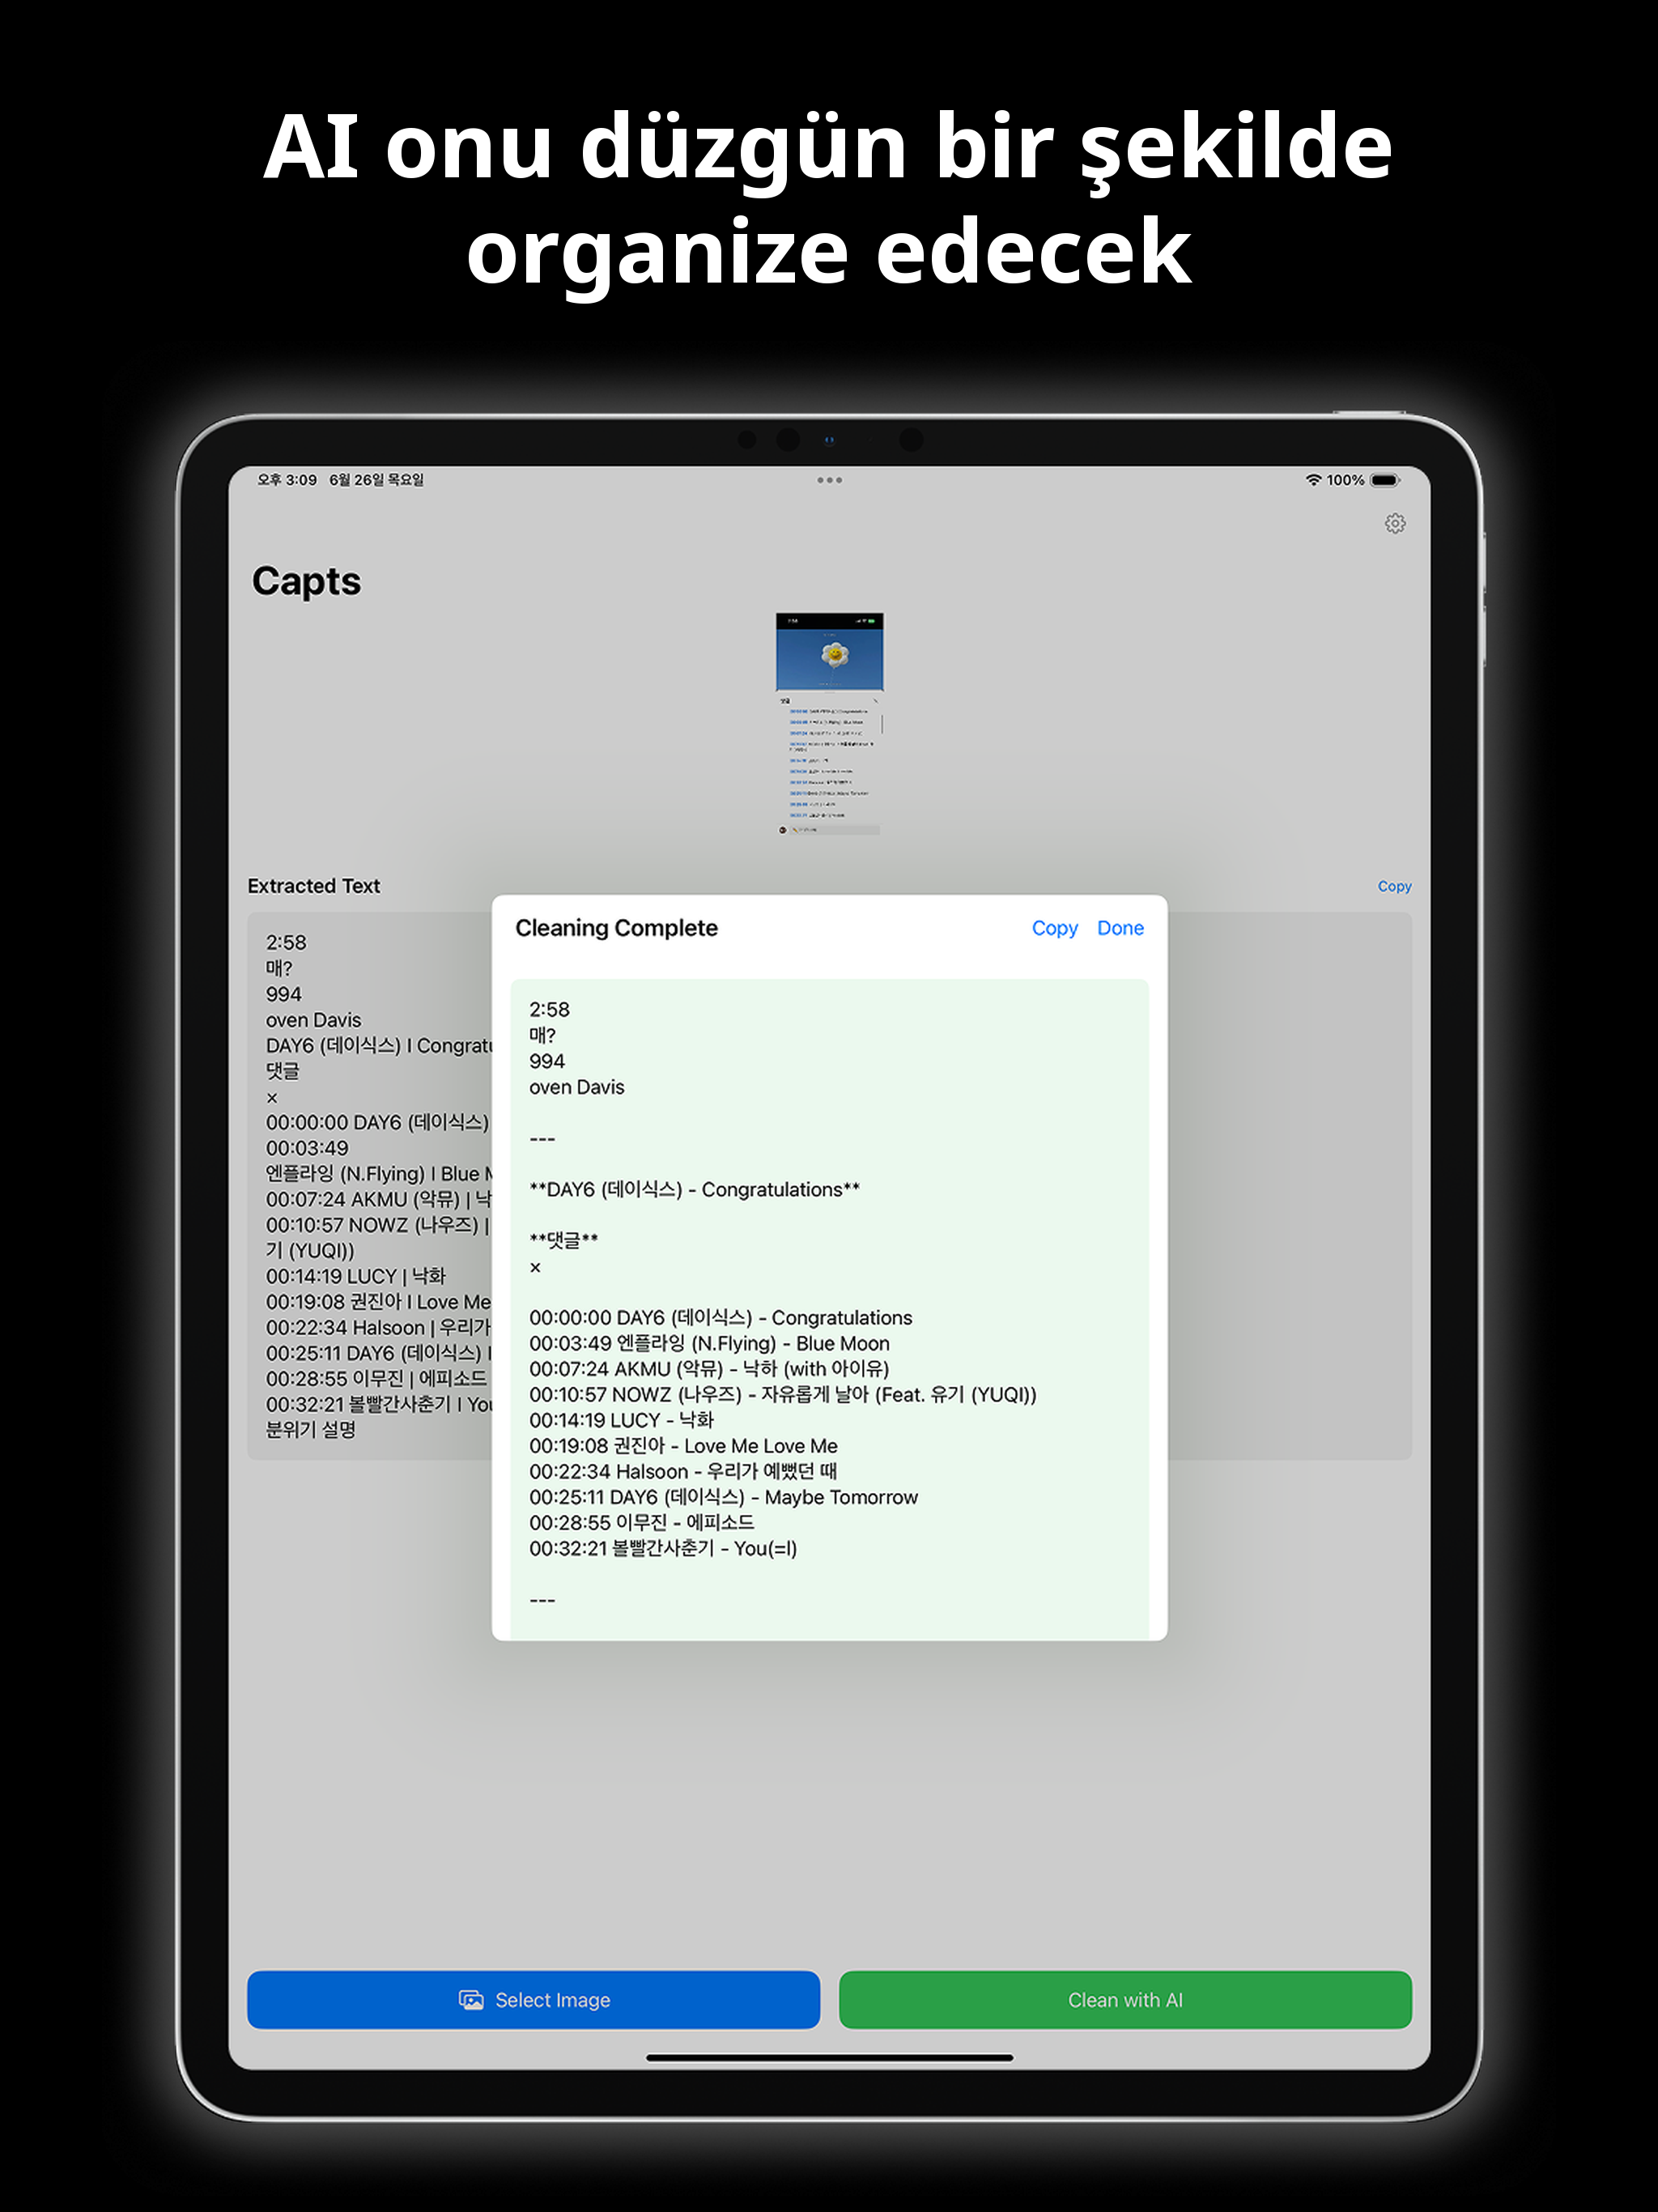 AI onu düzgün bir şekilde
organize edecek
오후 3:09 6월 26일 목요일
100%
Capts
Extracted Text
Copy
2:58
매?
994
oven Davis
DAY6 (데이식스) I Congratu
댓글
×
00:00:00 DAY6 (데이식스)
00:03:49
엔플라잉 (N.Flying) I Blue M
00:07:24 AKMU (악뮤) | 낙
00:10:57 NOWZ (나우즈) |
기 (YUQI))
00:14:19 LUCY | 낙화
00:19:08 권진아 I Love Me
00:22:34 Halsoon | 우리가
00:25:11 DAY6 (데이식스) I
00:28:55 이무진 | 에피소드
00:32:21 볼빨간사춘기 I You
분위기 설명
Cleaning Complete
Copy Done
2:58
매?
994
oven Davis
---
**DAY6 (데이식스) - Congratulations**
**댓글**
×
00:00:00 DAY6 (데이식스) - Congratulations
00:03:49 엔플라잉 (N.Flying) - Blue Moon
00:07:24 AKMU (악뮤) - 낙하 (with 아이유)
00:10:57 NOWZ (나우즈) - 자유롭게 날아 (Feat. 유기 (YUQI))
00:14:19 LUCY - 낙화
00:19:08 권진아 - Love Me Love Me
00:22:34 Halsoon - 우리가 예뻤던 때
00:25:11 DAY6 (데이식스) - Maybe Tomorrow
00:28:55 이무진 - 에피소드
00:32:21 볼빨간사춘기 - You(=I)
---
Select Image
Clean with AI